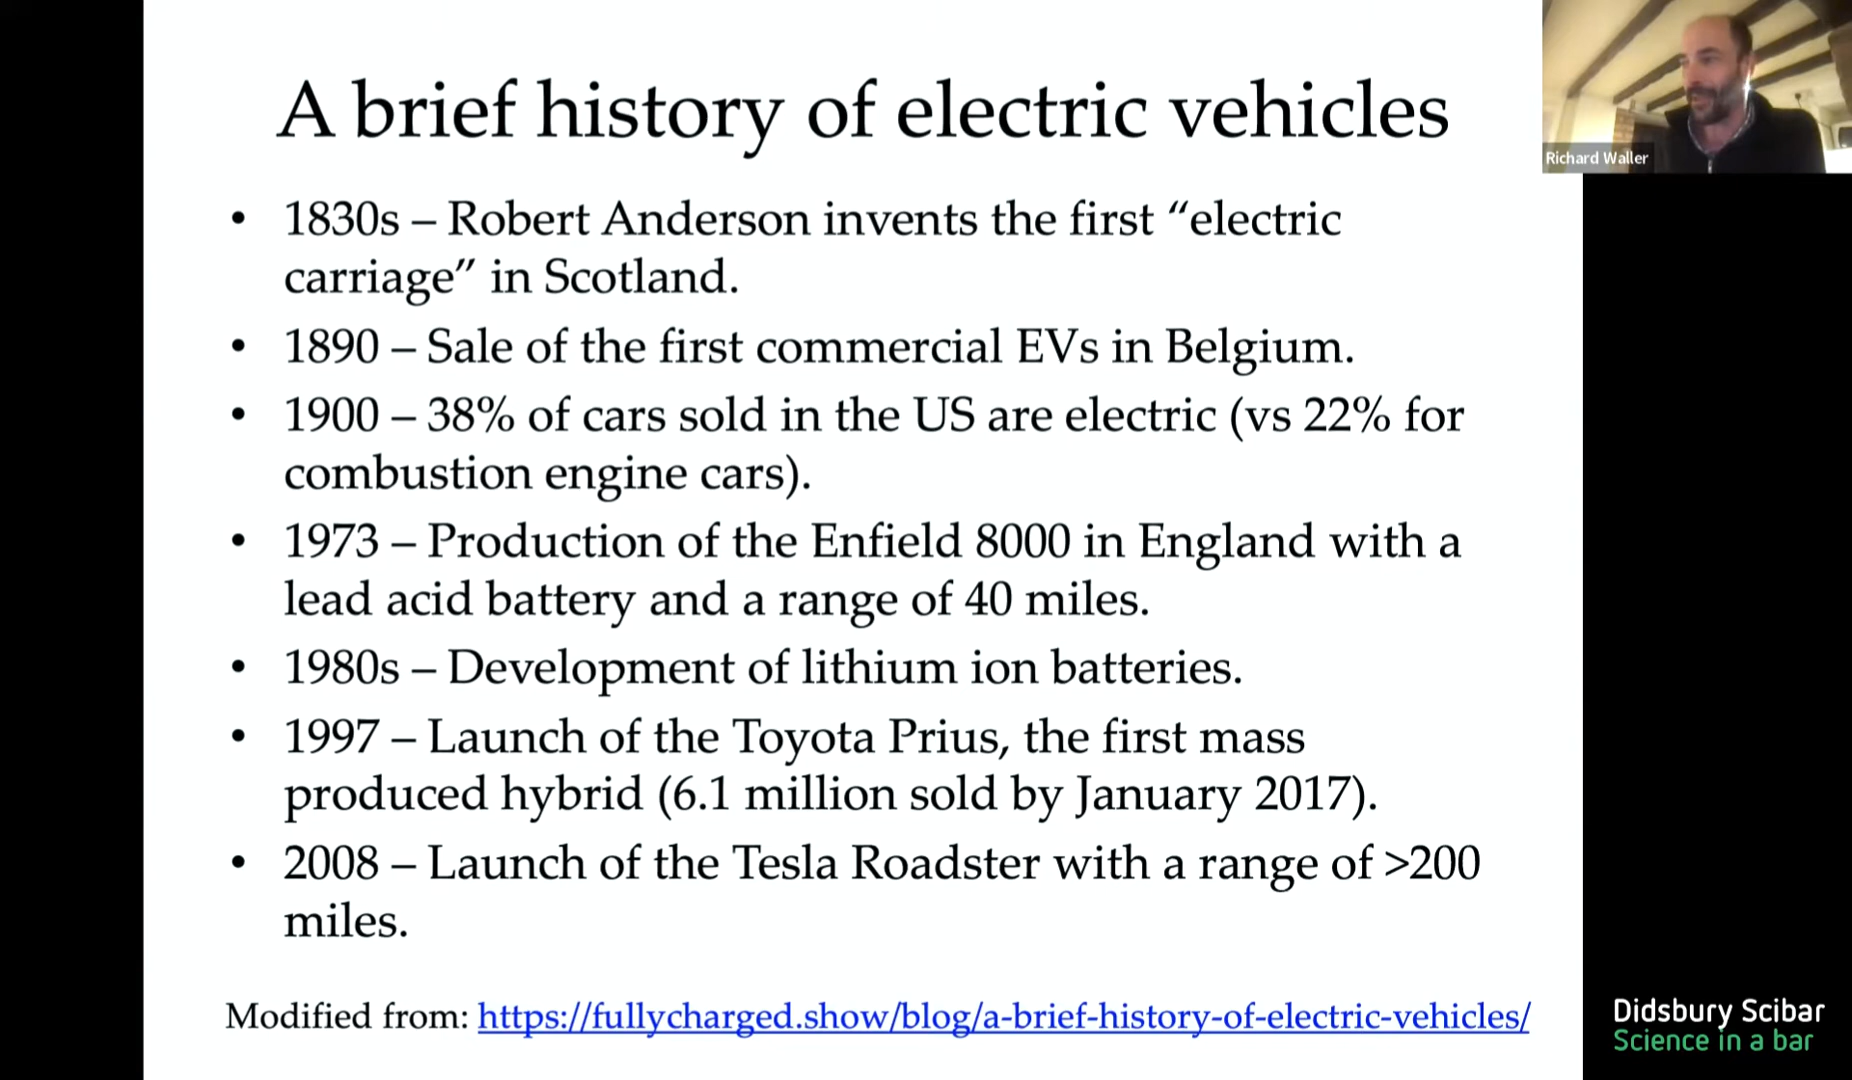 A brief history of electric vehicles
Richard Waller
• 1830s – Robert Anderson invents the first “electric
carriage” in Scotland.
• 1890 – Sale of the first commercial EVs in Belgium.
• 1900 – 38% of cars sold in the US are electric (vs 22% for
combustion engine cars).
• 1973 – Production of the Enfield 8000 in England with a
lead acid battery and a range of 40 miles.
• 1980s – Development of lithium ion batteries.
• 1997 – Launch of the Toyota Prius, the first mass
produced hybrid (6.1 million sold by January 2017).
• 2008 – Launch of the Tesla Roadster with a range of >200
miles.
Modified from: https://fullycharged.show/blog/a-brief-history-of-electric-vehicles/
Didsbury Scibar
Science in a bar